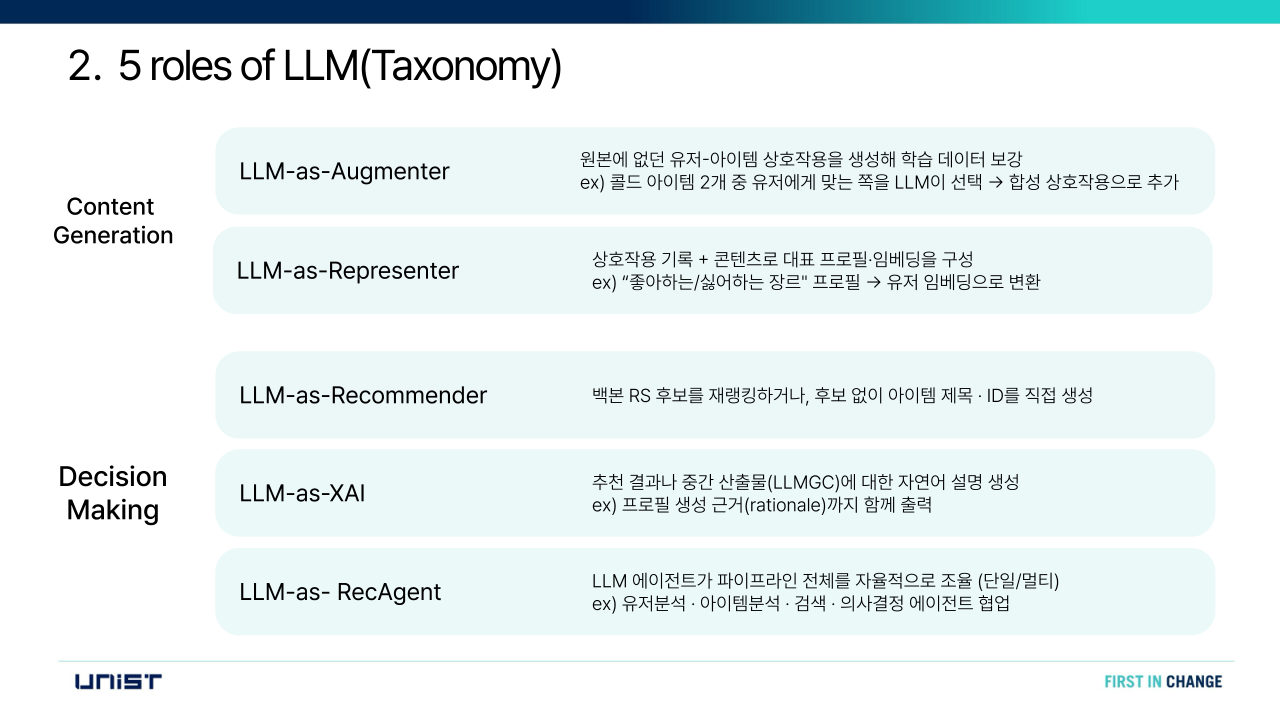 2. 5 roles of LLM(Taxonomy)
Content
Generation
LLM-as-Augmenter
원본에 없던 유저-아이템 상호작용을 생성해 학습 데이터 보강
ex) 콜드 아이템 2개 중 유저에게 맞는 쪽을 LLM이 선택 → 합성 상호작용으로 추가
LLM-as-Representer
상호작용 기록 + 콘텐츠로 대표 프로필·임베딩을 구성
ex) “좋아하는/싫어하는 장르" 프로필 → 유저 임베딩으로 변환
Decision
Making
LLM-as-Recommender
백본 RS 후보를 재랭킹하거나, 후보 없이 아이템 제목 · ID를 직접 생성
LLM-as-XAI
추천 결과나 중간 산출물(LLMGC)에 대한 자연어 설명 생성
ex) 프로필 생성 근거(rationale)까지 함께 출력
LLM-as- RecAgent
LLM 에이전트가 파이프라인 전체를 자율적으로 조율 (단일/멀티)
ex) 유저분석 · 아이템분석 · 검색 · 의사결정 에이전트 협업
UNIST
FIRST IN CHANGE